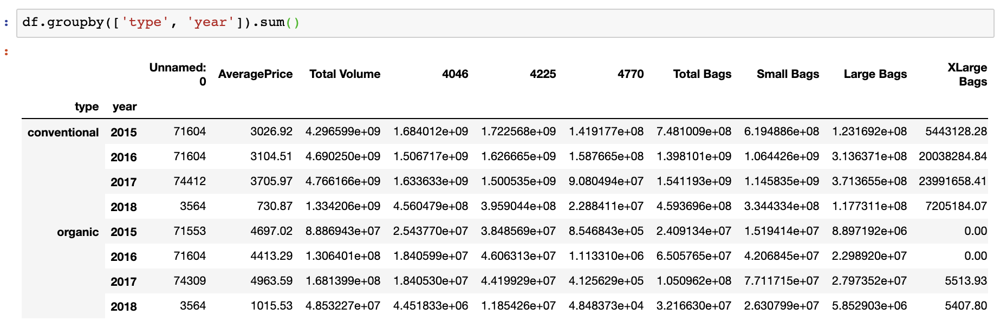 : df.groupby(['type', 'year']).sum()
:
Unnamed: 0 AveragePrice Total Volume 4046 4225 4770 Total Bags Small Bags Large Bags XLarge Bags
type year
conventional 2015 71604 3026.92 4.296599e+09 1.684012e+09 1.722568e+09 1.419177e+08 7.481009e+08 6.194886e+08 1.231692e+08 5443128.28
2016 71604 3104.51 4.690250e+09 1.506717e+09 1.626665e+09 1.587665e+08 1.398101e+09 1.064426e+09 3.136371e+08 20038284.84
2017 74412 3705.97 4.766166e+09 1.633633e+09 1.500535e+09 9.080494e+07 1.541193e+09 1.145835e+09 3.713655e+08 23991658.41
2018 3564 730.87 1.334206e+09 4.560479e+08 3.959044e+08 2.288411e+07 4.593696e+08 3.344334e+08 1.177311e+08 7205184.07
organic 2015 71553 4697.02 8.886943e+07 2.543770e+07 3.848569e+07 8.546843e+05 2.409134e+07 1.519414e+07 8.897192e+06 0.00
2016 71604 4413.29 1.306401e+08 1.840599e+07 4.606313e+07 1.113310e+06 6.505765e+07 4.206845e+07 2.298920e+07 0.00
2017 74309 4963.59 1.681399e+08 1.840530e+07 4.419929e+07 4.125629e+05 1.050962e+08 7.711715e+07 2.797352e+07 5513.93
2018 3564 1015.53 4.853227e+07 4.451833e+06 1.185426e+07 4.848373e+04 3.216630e+07 2.630799e+07 5.852903e+06 5407.80